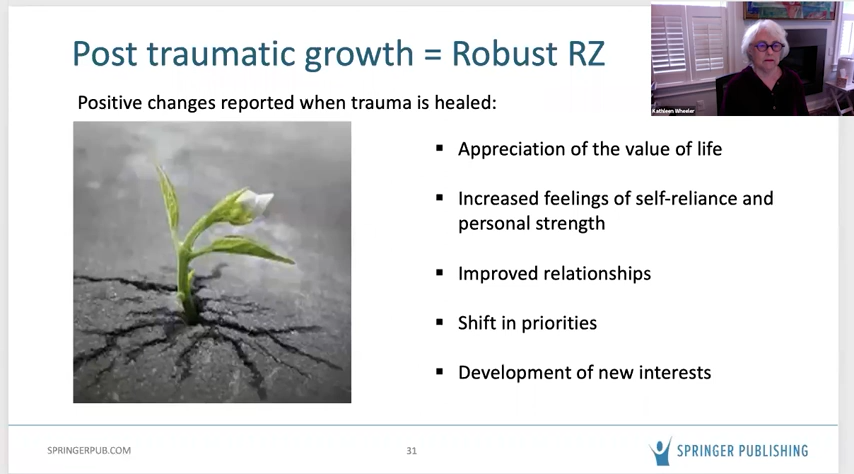 Post traumatic growth = Robust RZ
Kathleen Wheeler
Positive changes reported when trauma is healed:
▪ Appreciation of the value of life
▪ Increased feelings of self-reliance and
personal strength
▪ Improved relationships
▪ Shift in priorities
▪ Development of new interests
SPRINGERPUB.COM
31
SPRINGER PUBLISHING